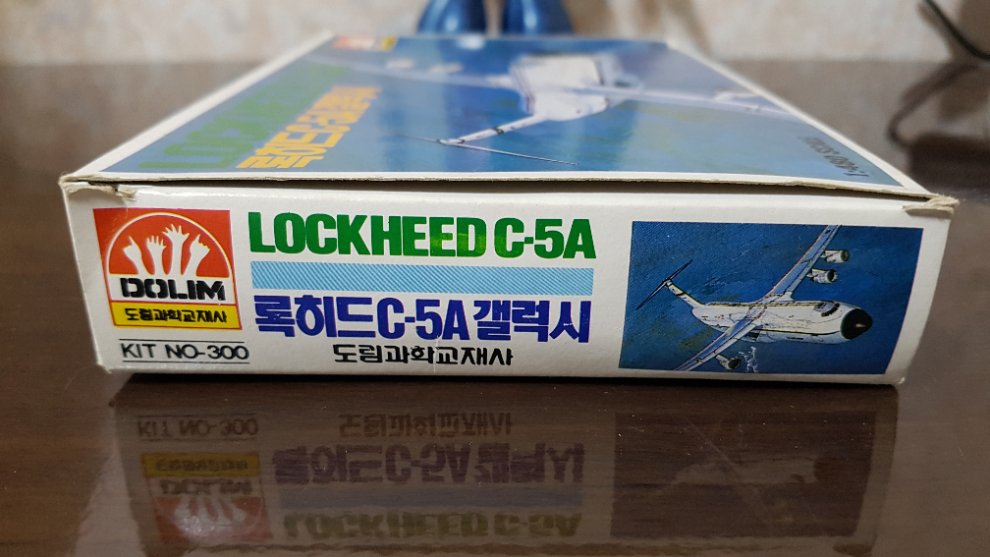 DOLIM
도림과학교재사
KIT NO-300
LOCKHEED C-5A
록히드C-5A 갤럭시
도림과학교재사